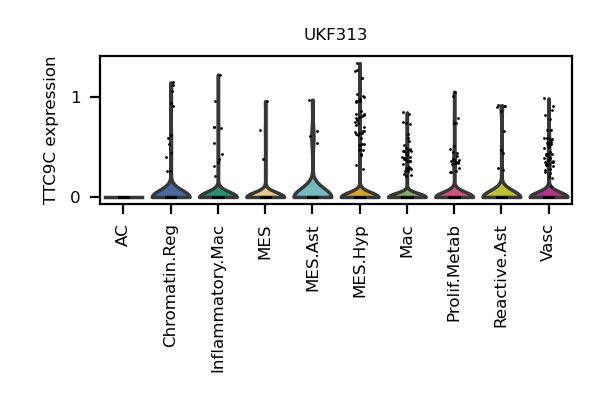 UKF313
TTC9C expression
1
0
AC
Chromatin.Reg
Inflammatory.Mac
MES
MES.Ast
MES.Hyp
Mac
Prolif.Metab
Reactive.Ast
Vasc